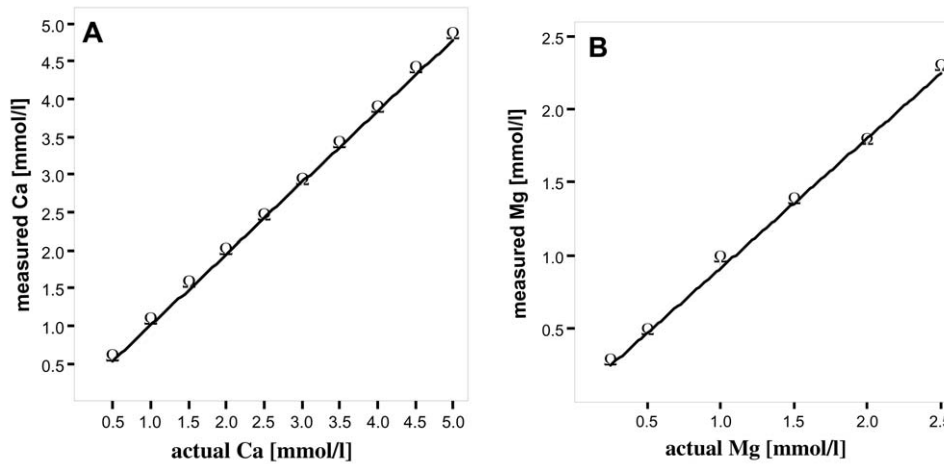 A
measured Ca [mmol/l]
5.0
4.5
4.0
3.5
3.0
2.5
2.0
1.5
1.0
0.5
Ω Ω Ω Ω Ω Ω Ω Ω Ω Ω
0.5 1.0 1.5 2.0 2.5 3.0 3.5 4.0 4.5 5.0
actual Ca [mmol/l]
B
measured Mg [mmol/l]
2.5
2.0
1.5
1.0
0.5
Ω Ω Ω Ω Ω Ω
0.5 1.0 1.5 2.0 2.5
actual Mg [mmol/l]